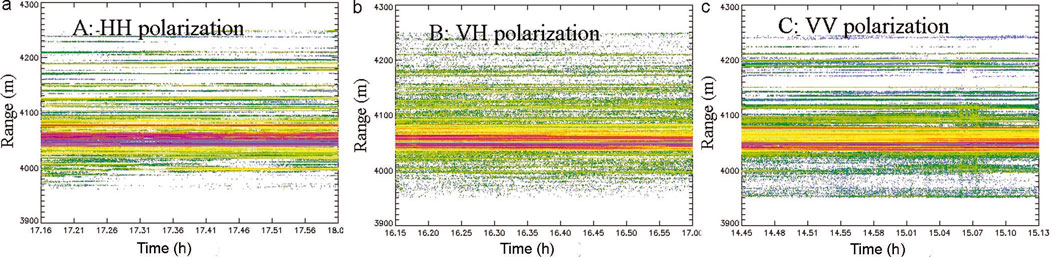 a
A: HH polarization
Range (m)
4300
4200
4100
4000
3900
17.16 17.21 17.26 17.31 17.36 17.41 17.46 17.51 18.0
Time (h)
b
B: VH polarization
Range (m)
4300
4200
4100
4000
3900
16.15 16.20 16.25 16.30 16.35 16.40 16.45 16.50 16.55 17.0
Time (h)
c
C: VV polarization
Range (m)
4300
4200
4100
4000
3900
14.45 14.48 14.52 14.55 14.58 15.01 15.04 15.07 15.10 15.13
Time (h)